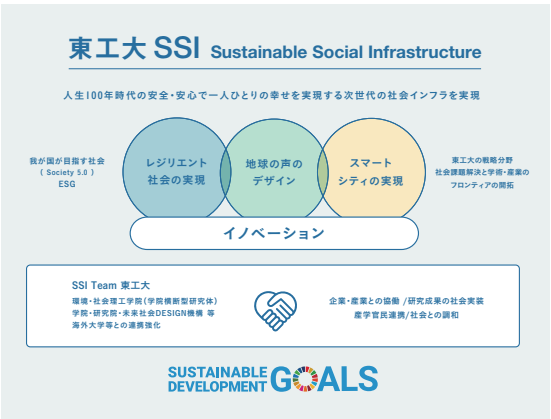 東工大 SSI Sustainable Social Infrastructure
人生100年時代の安全・安心で一人ひとりの幸せを実現する次世代の社会インフラを実現
我が国が目指す社会
( Society 5.0 )
ESG
レジリエント
社会の実現
地球の声の
デザイン
スマート
シティの実現
東工大の戦略分野
社会課題解決と学術・産業の
フロンティアの開拓
イノベーション
SSI Team 東工大
環境・社会理工学院(学院横断型研究体)
学院・研究院・未来社会DESIGN機構 等
海外大学等との連携強化
企業・産業との協働 /研究成果の社会実装
産学官民連携/社会との調和
SUSTAINABLE
DEVELOPMENT
GOALS